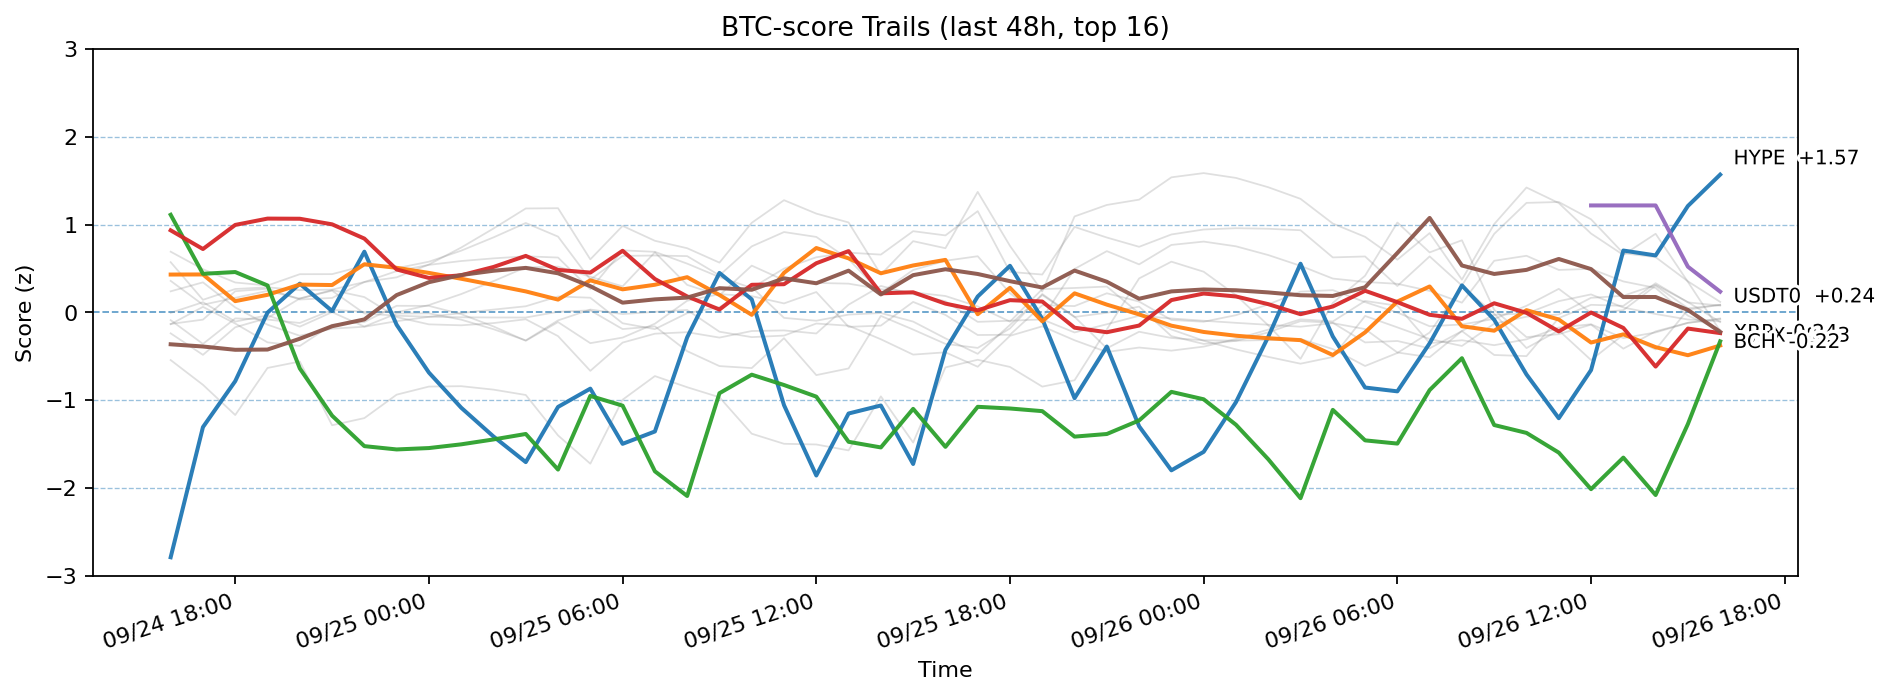 BTC-score Trails (last 48h, top 16)
3
2
1
0
−1
−2
−3
Score (z)
HYPE +1.57
USDT0 +0.24
BCH -0.22
09/24 18:00
09/25 00:00
09/25 06:00
09/25 12:00
09/25 18:00
09/26 00:00
09/26 06:00
09/26 12:00
09/26 18:00
Time